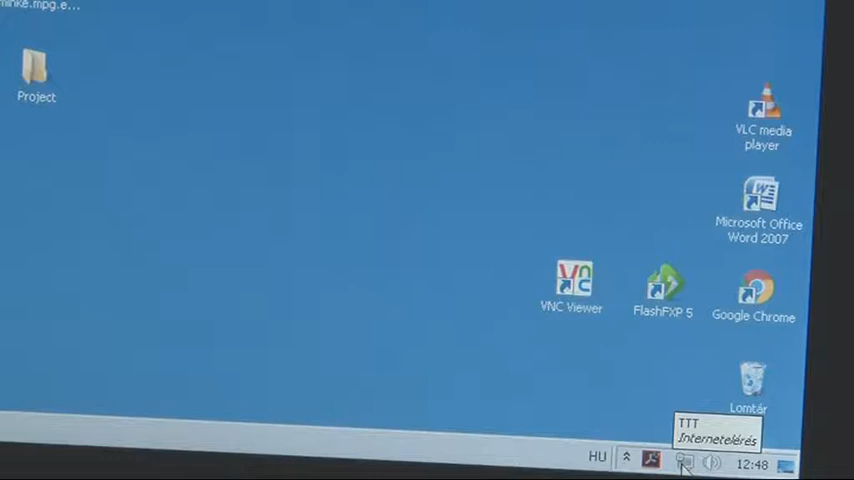 minke.mpg.e...
Project
VLC media
player
Microsoft Office
Word 2007
VNC Viewer
FlashFXP 5
Google Chrome
Lomtár
TTT
Internetelérés
HU
12:48